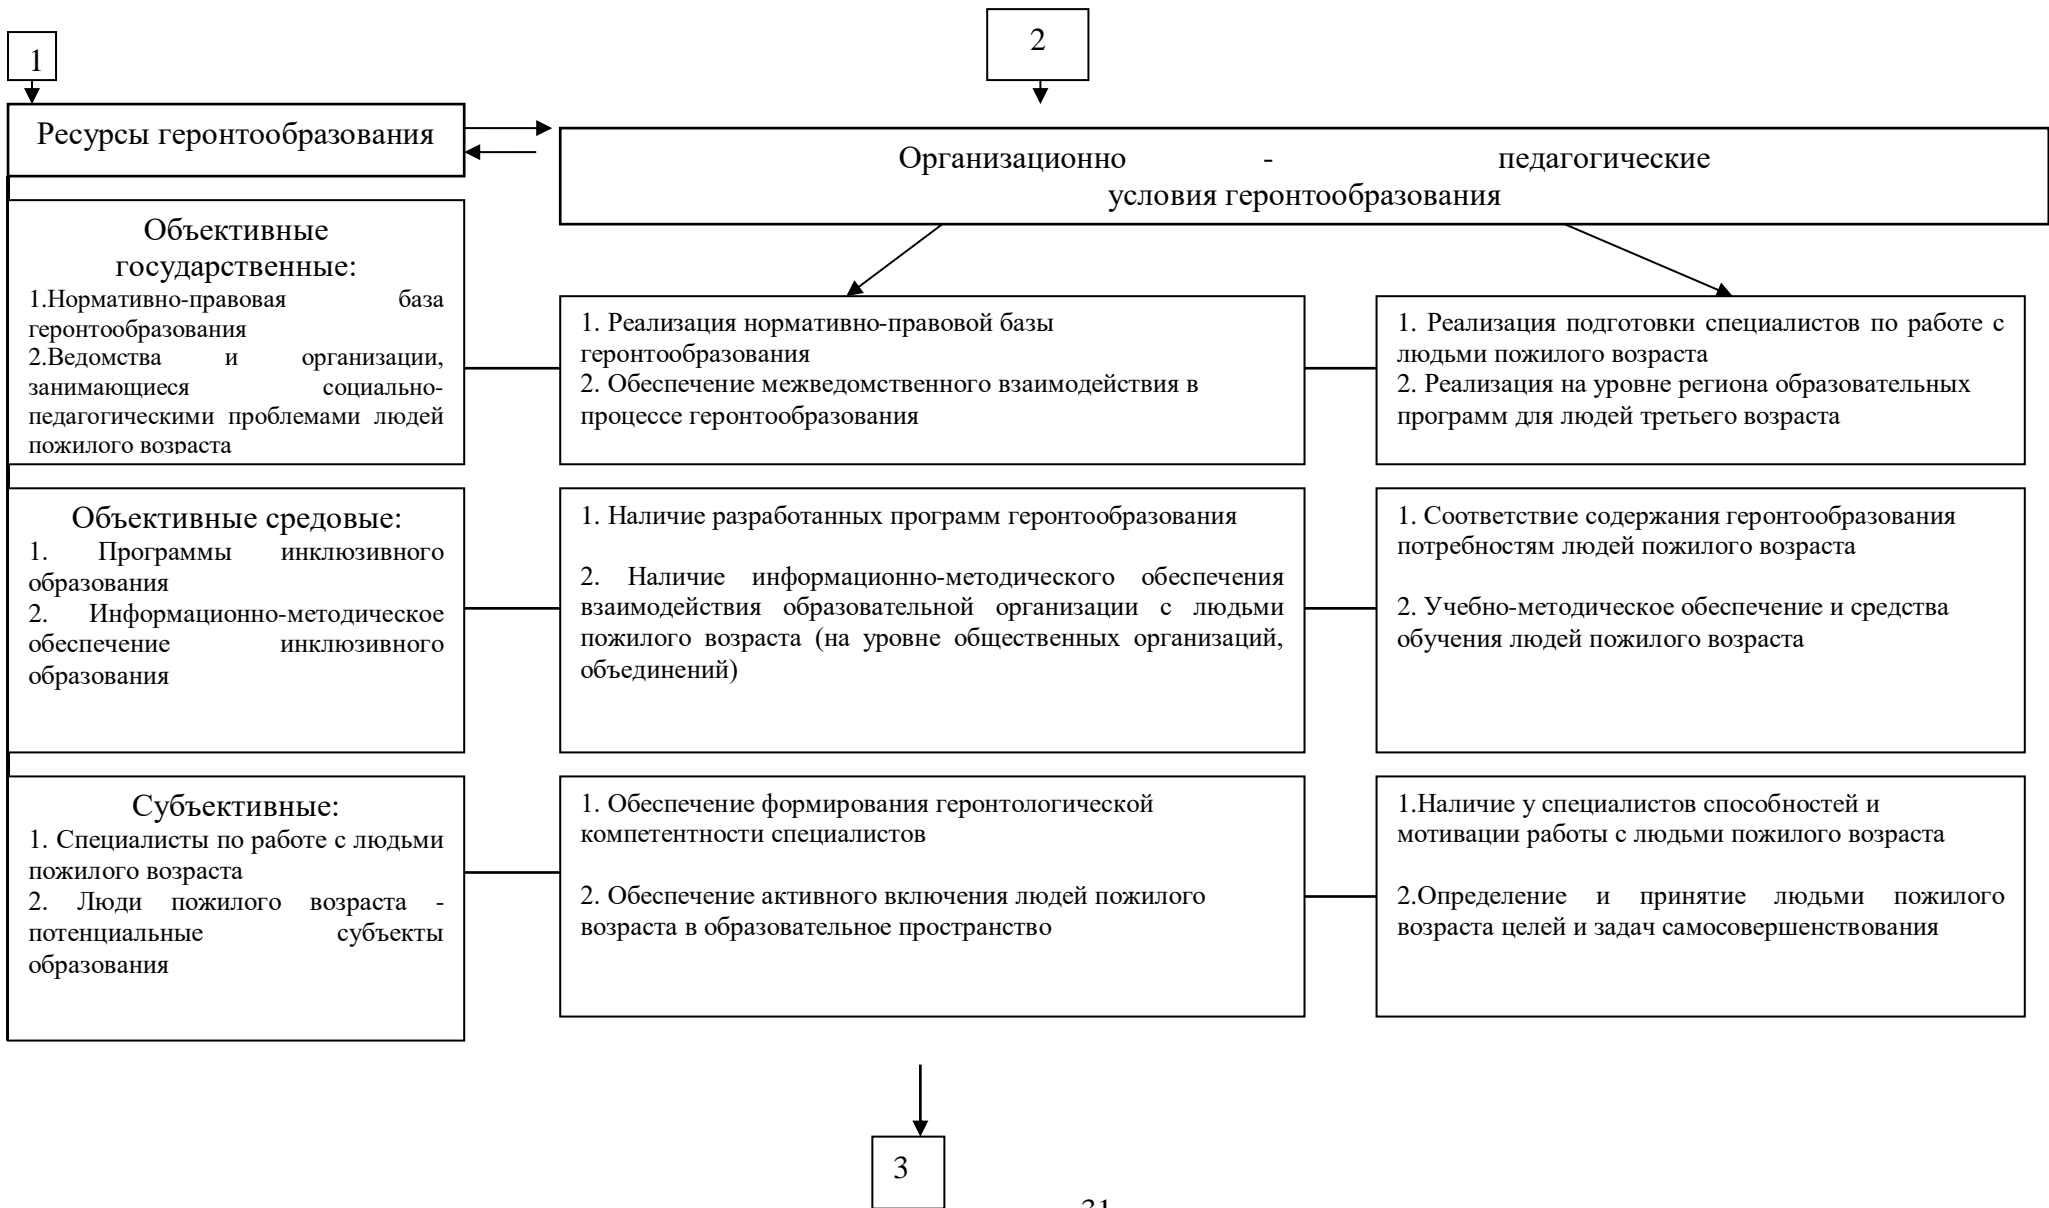 1
2
Ресурсы геронтообразования
Организационно - педагогические
условия геронтообразования
Объективные
государственные:
1.Нормативно-правовая база
геронтообразования
2.Ведомства и организации,
занимающиеся социально-
педагогическими проблемами людей
пожилого возраста
1. Реализация нормативно-правовой базы
геронтообразования
2. Обеспечение межведомственного взаимодействия в
процессе геронтообразования
1. Реализация подготовки специалистов по работе с
людьми пожилого возраста
2. Реализация на уровне региона образовательных
программ для людей третьего возраста
Объективные средовые:
1. Программы инклюзивного
образования
2. Информационно-методическое
обеспечение инклюзивного
образования
1. Наличие разработанных программ геронтообразования
2. Наличие информационно-методического обеспечения
взаимодействия образовательной организации с людьми
пожилого возраста (на уровне общественных организаций,
объединений)
1. Соответствие содержания геронтообразования
потребностям людей пожилого возраста
2. Учебно-методическое обеспечение и средства
обучения людей пожилого возраста
Субъективные:
1. Специалисты по работе с людьми
пожилого возраста
2. Люди пожилого возраста -
потенциальные субъекты
образования
1. Обеспечение формирования геронтологической
компетентности специалистов
2. Обеспечение активного включения людей пожилого
возраста в образовательное пространство
1.Наличие у специалистов способностей и
мотивации работы с людьми пожилого возраста
2.Определение и принятие людьми пожилого
возраста целей и задач самосовершенствования
3
31